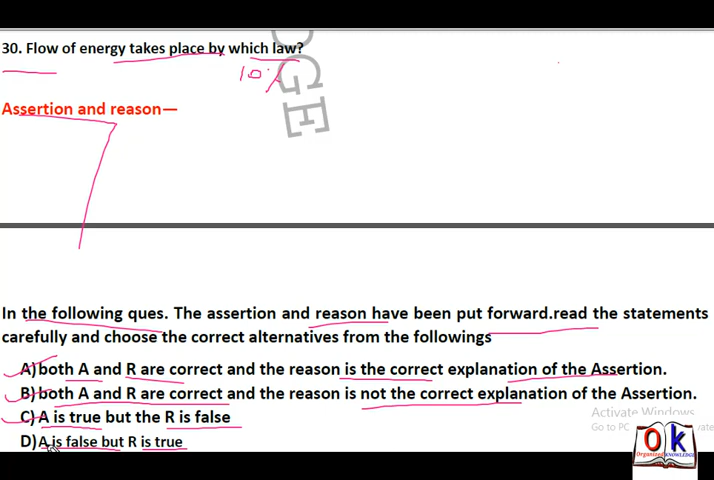 30. Flow of energy takes place by which law?
10%
OGE
Assertion and reason—
In the following ques. The assertion and reason have been put forward.read the statements
carefully and choose the correct alternatives from the followings
A)both A and R are correct and the reason is the correct explanation of the Assertion.
B)both A and R are correct and the reason is not the correct explanation of the Assertion.
C)A is true but the R is false
D)A is false but R is true
Activate Windows
Go to PC
vate
Ok
Organized KNOWLEDGE